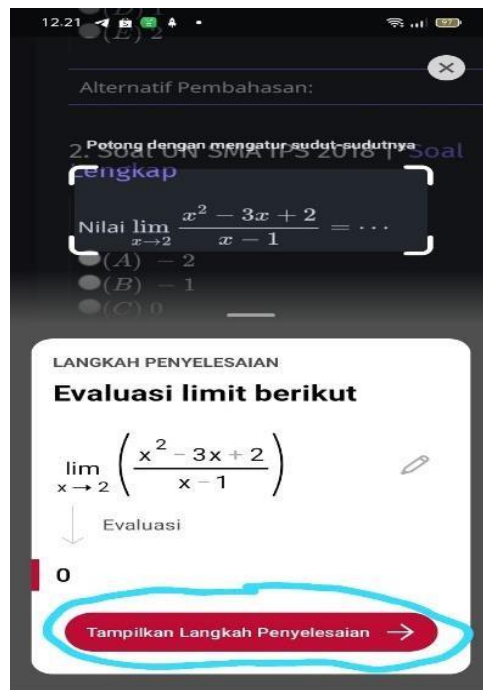 12.21 97
(D) 1
(E) 2
Alternatif Pembahasan:
Potong dengan mengatur sudut-sudutnya
2. Soal UN SMA IPS 2018 | Soal
Lengkap
Nilai lim x→2 x² − 3x + 2 / x − 1 = ⋯
(A) − 2
(B) − 1
(C) 0
LANGKAH PENYELESAIAN
Evaluasi limit berikut
lim x → 2 ( x² - 3x + 2 / x - 1 )
Evaluasi
0
Tampilkan Langkah Penyelesaian →